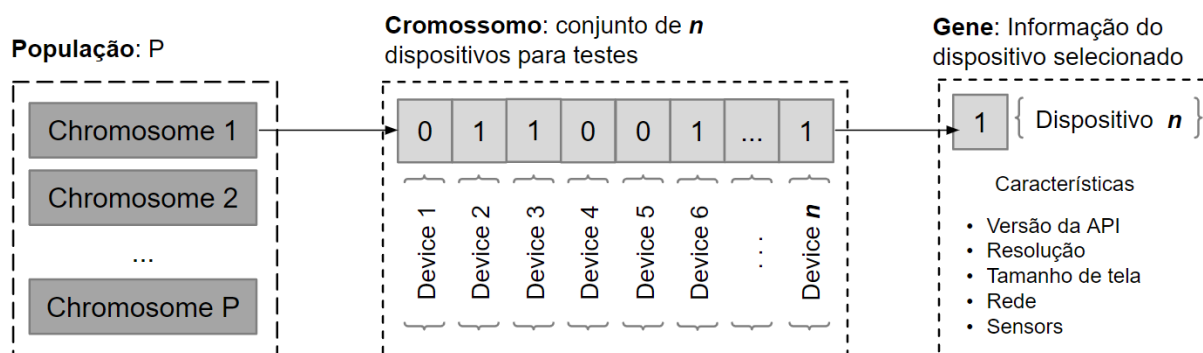 População: P
Chromosome 1
Chromosome 2
...
Chromosome P
Cromossomo: conjunto de n
dispositivos para testes
0 1 1 0 0 1 ... 1
Device 1
Device 2
Device 3
Device 4
Device 5
Device 6
...
Device n
Gene: Informação do
dispositivo selecionado
1 { Dispositivo n }
Características
• Versão da API
• Resolução
• Tamanho de tela
• Rede
• Sensors